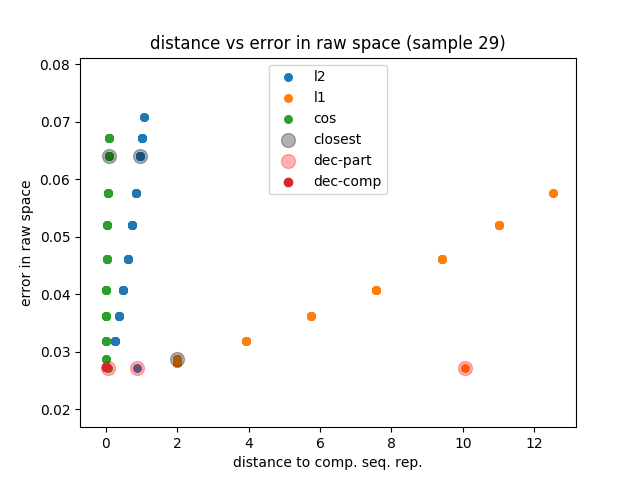 distance vs error in raw space (sample 29)
0.08
0.07
0.06
0.05
0.04
0.03
0.02
error in raw space
l2
l1
cos
closest
dec-part
dec-comp
0 2 4 6 8 10 12
distance to comp. seq. rep.